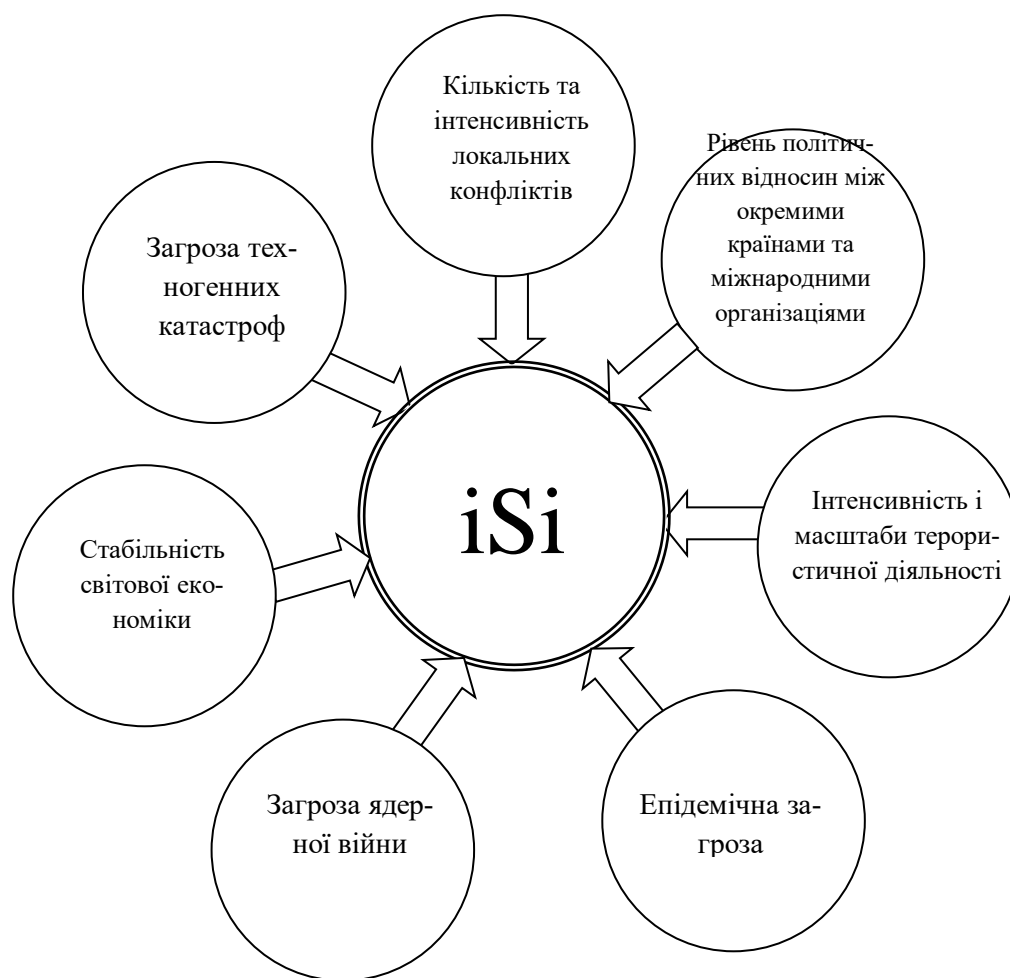 Кількість та
інтенсивність
локальних
конфліктів
Рівень політич-
них відносин між
окремими
країнами та
міжнародними
організаціями
Загроза тех-
ногенних
катастроф
iSi
Інтенсивність і
масштаби терори-
стичної діяльності
Стабільність
світової еко-
номіки
Загроза ядер-
ної війни
Епідемічна за-
гроза